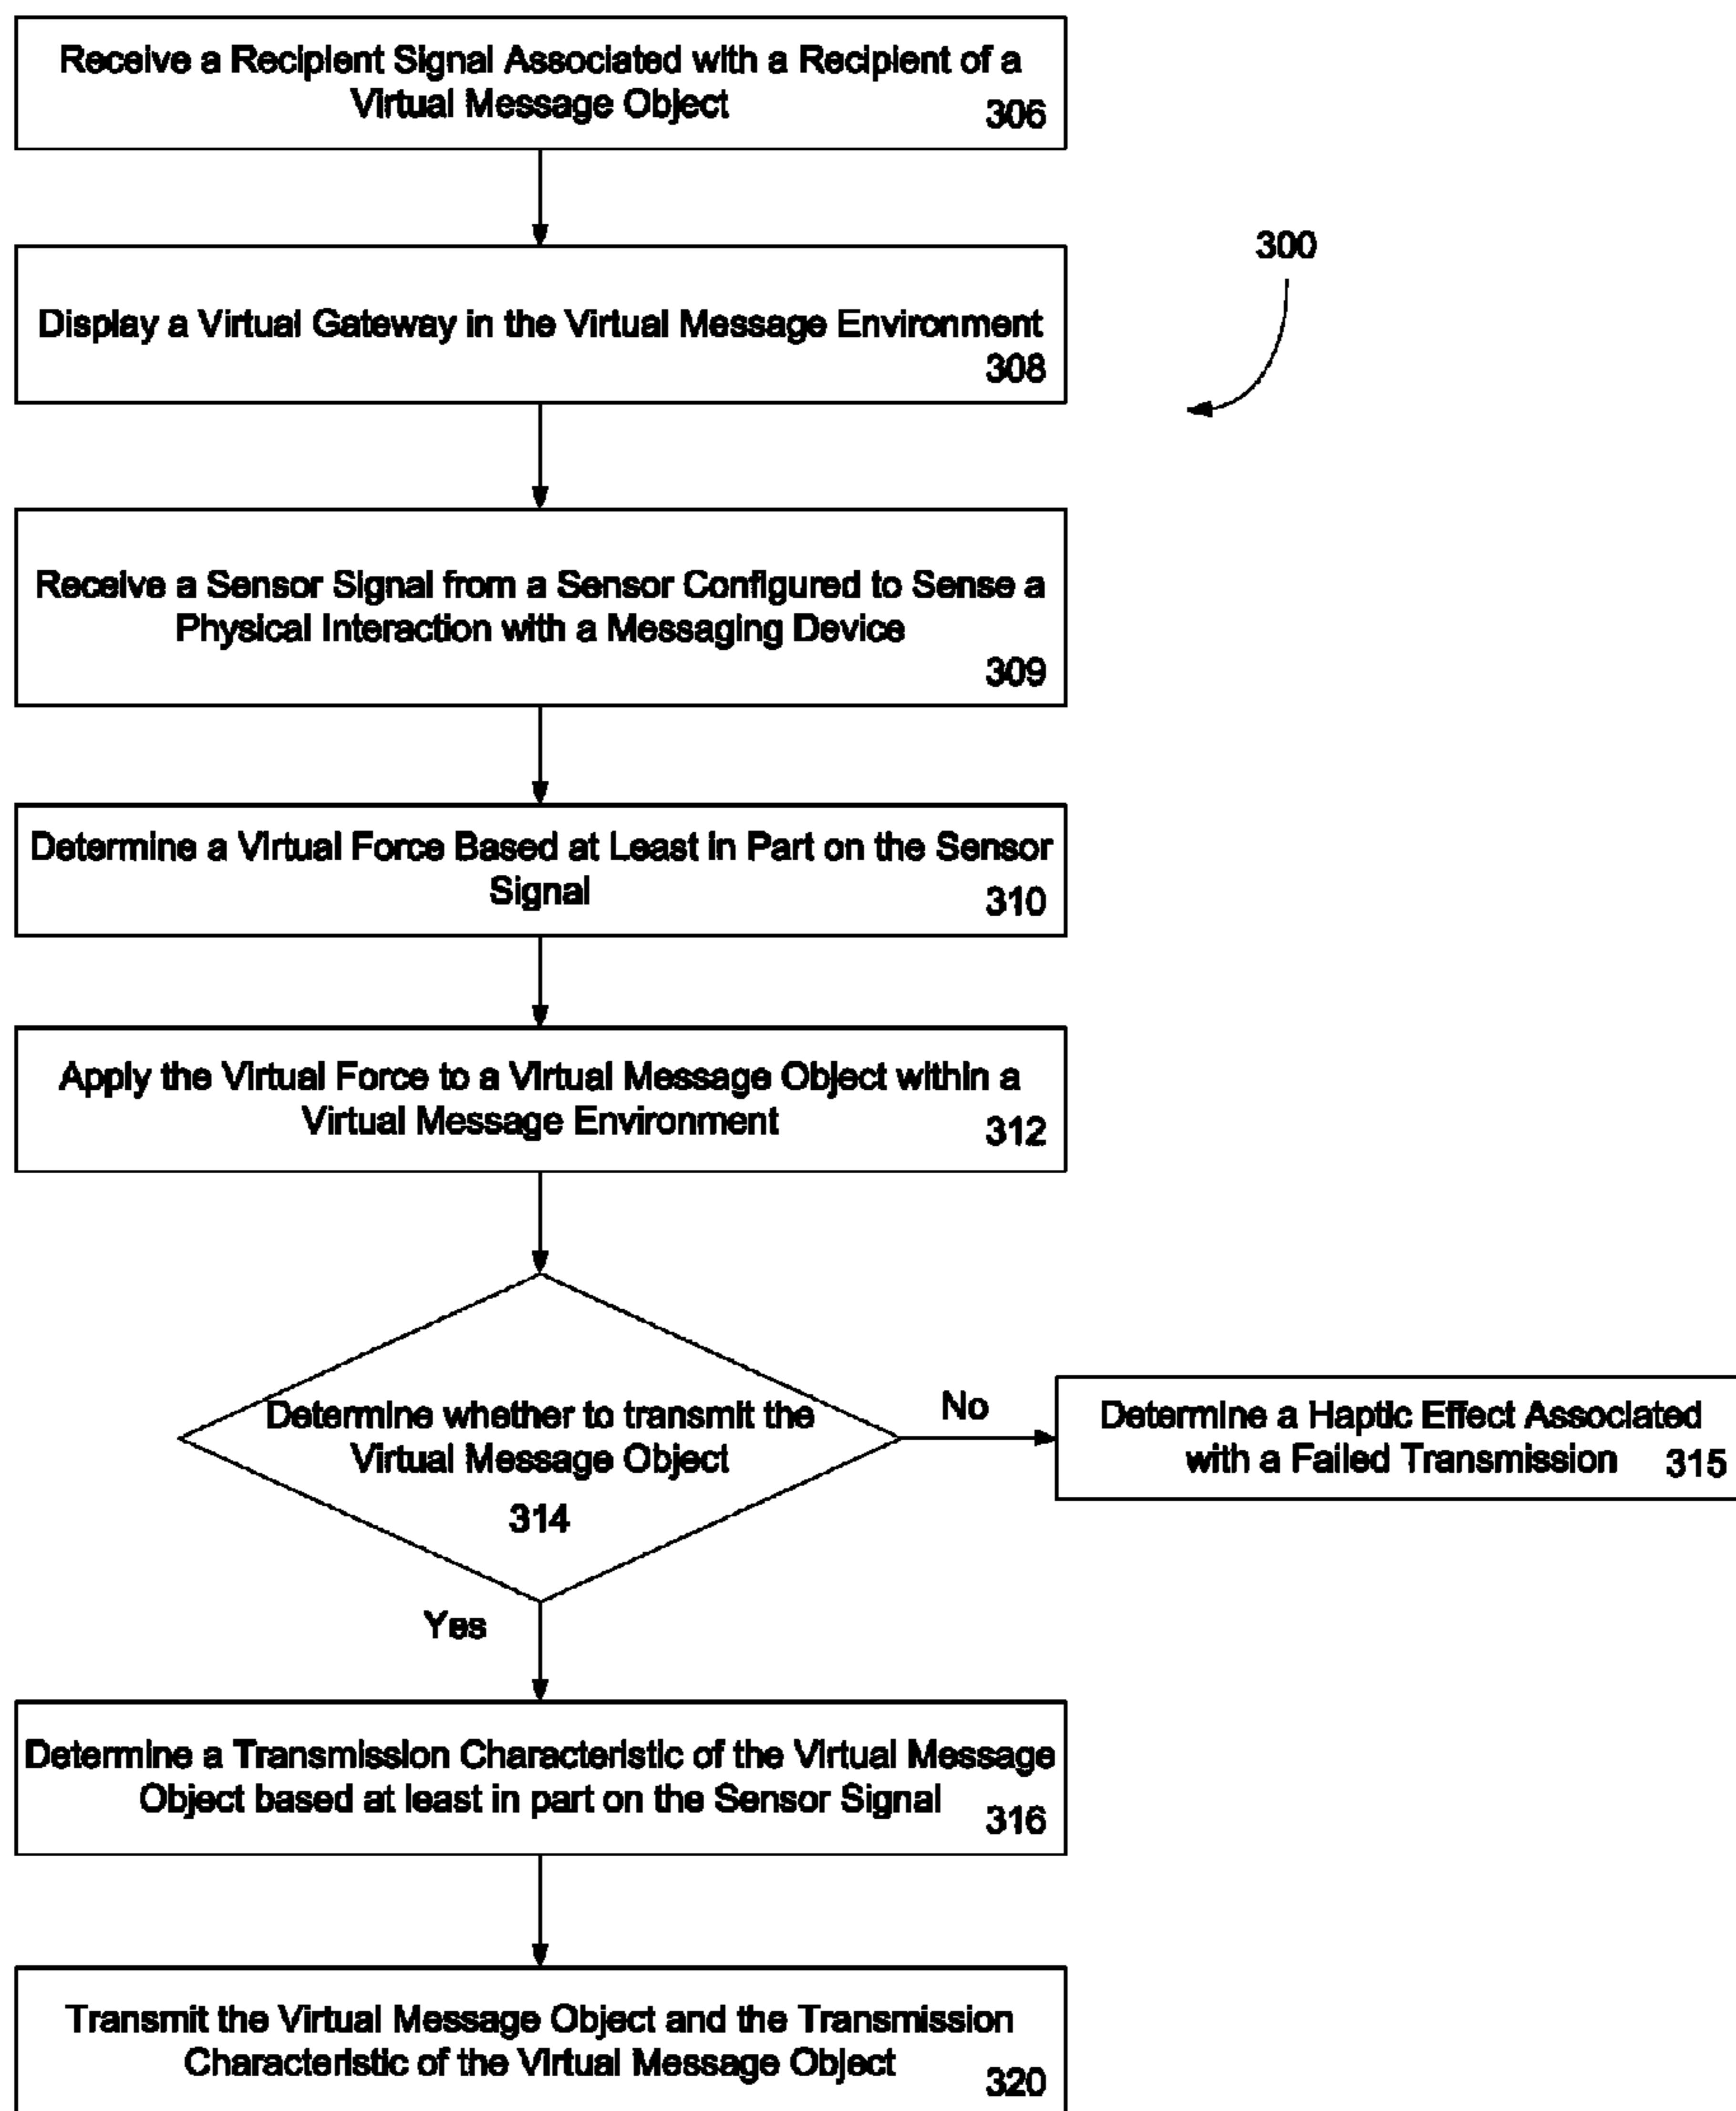 Receive a Recipient Signal Associated with a Recipient of a
Virtual Message Object
306
Display a Virtual Gateway in the Virtual Message Environment
308
300
Receive a Sensor Signal from a Sensor Configured to Sense a
Physical Interaction with a Messaging Device
309
Determine a Virtual Force Based at Least in Part on the Sensor
Signal
310
Apply the Virtual Force to a Virtual Message Object within a
Virtual Message Environment
312
Determine whether to transmit the
Virtual Message Object
314
No
Determine a Haptic Effect Associated
with a Failed Transmission
315
Yes
Determine a Transmission Characteristic of the Virtual Message
Object based at least in part on the Sensor Signal
316
Transmit the Virtual Message Object and the Transmission
Characteristic of the Virtual Message Object
320